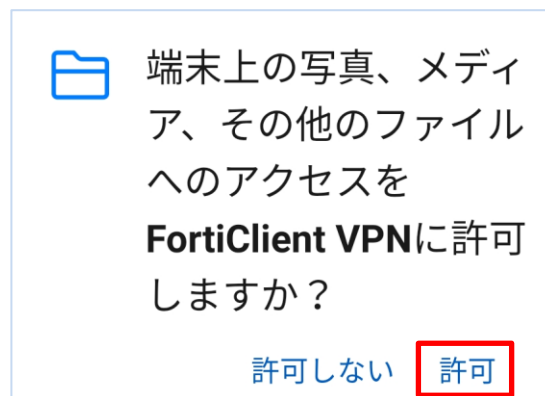 端末上の写真、メディ
ア、その他のファイル
へのアクセスを
FortiClient VPNに許可
しますか？
許可しない 許可